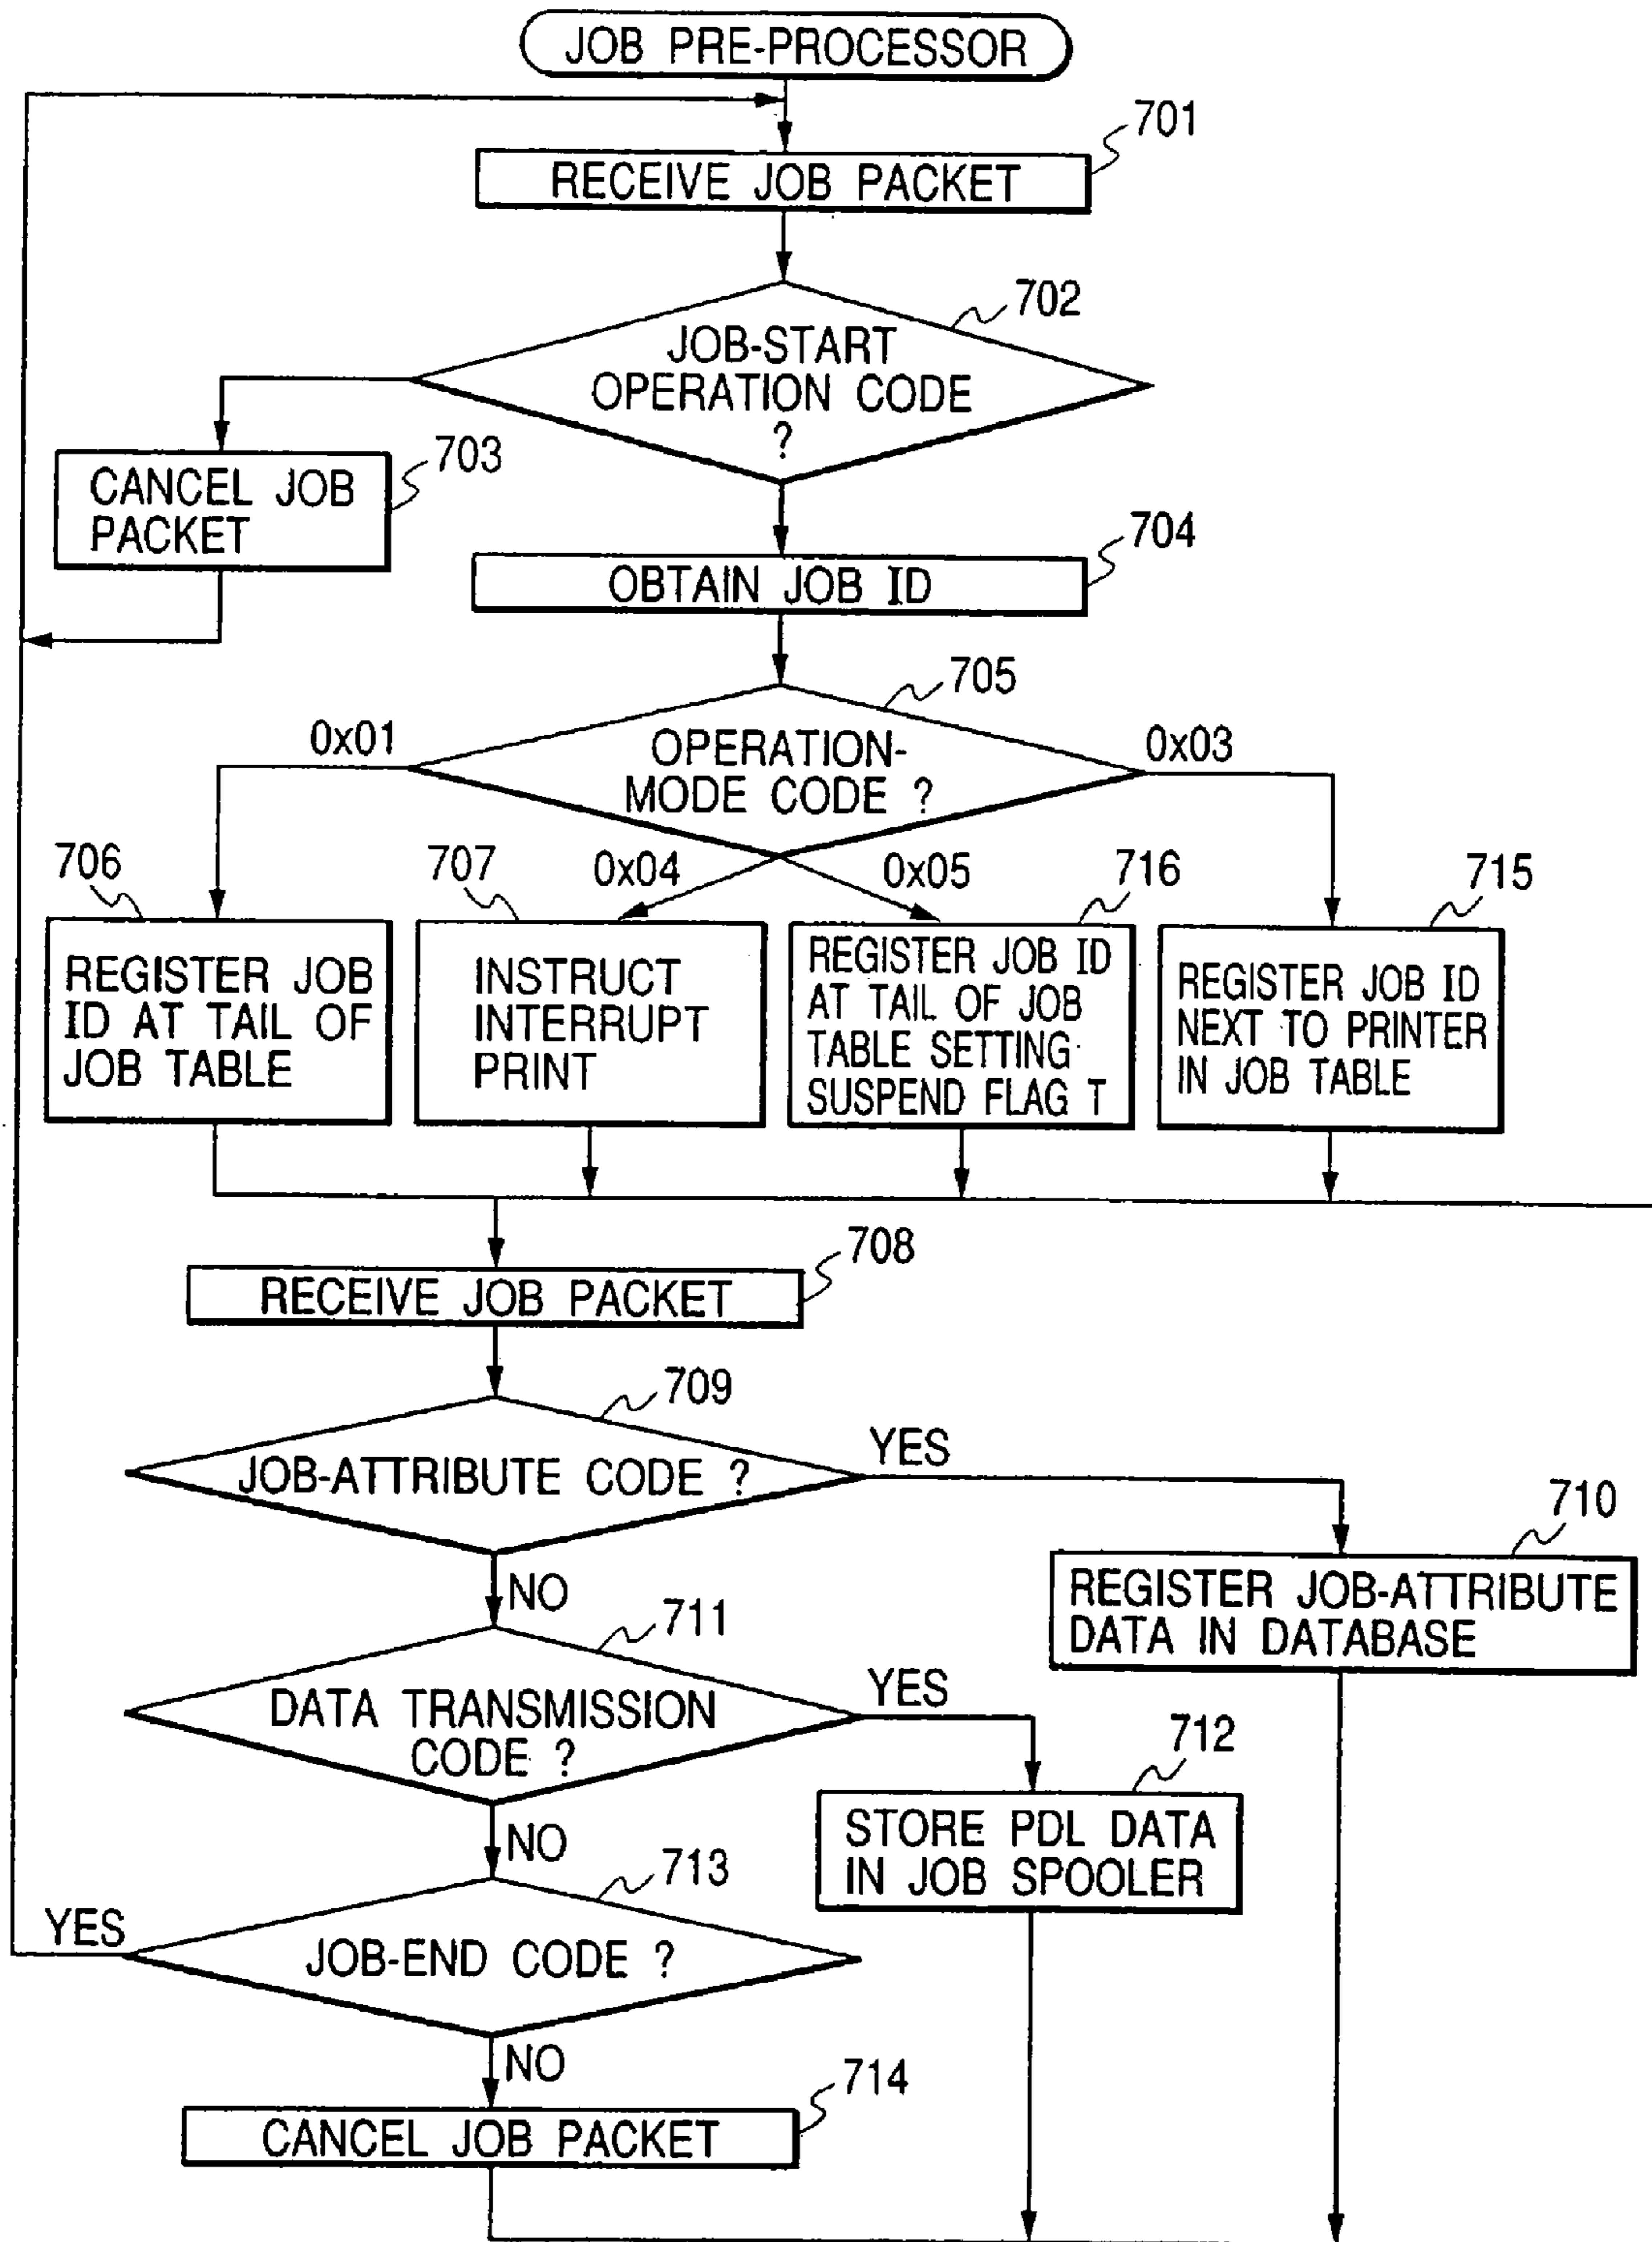 JOB PRE-PROCESSOR
701
RECEIVE JOB PACKET
702
JOB-START
OPERATION CODE
?
703
CANCEL JOB
PACKET
704
OBTAIN JOB ID
705
0x01
OPERATION-
MODE CODE ?
0x03
706
707
0x04
0x05
716
715
REGISTER JOB
ID AT TAIL OF
JOB TABLE
INSTRUCT
INTERRUPT
PRINT
REGISTER JOB ID
AT TAIL OF JOB
TABLE SETTING
SUSPEND FLAG T
REGISTER JOB ID
NEXT TO PRINTER
IN JOB TABLE
708
RECEIVE JOB PACKET
709
JOB-ATTRIBUTE CODE ?
YES
710
REGISTER JOB-ATTRIBUTE
DATA IN DATABASE
NO
711
DATA TRANSMISSION
CODE ?
YES
712
STORE PDL DATA
IN JOB SPOOLER
NO
713
YES
JOB-END CODE ?
NO
714
CANCEL JOB PACKET